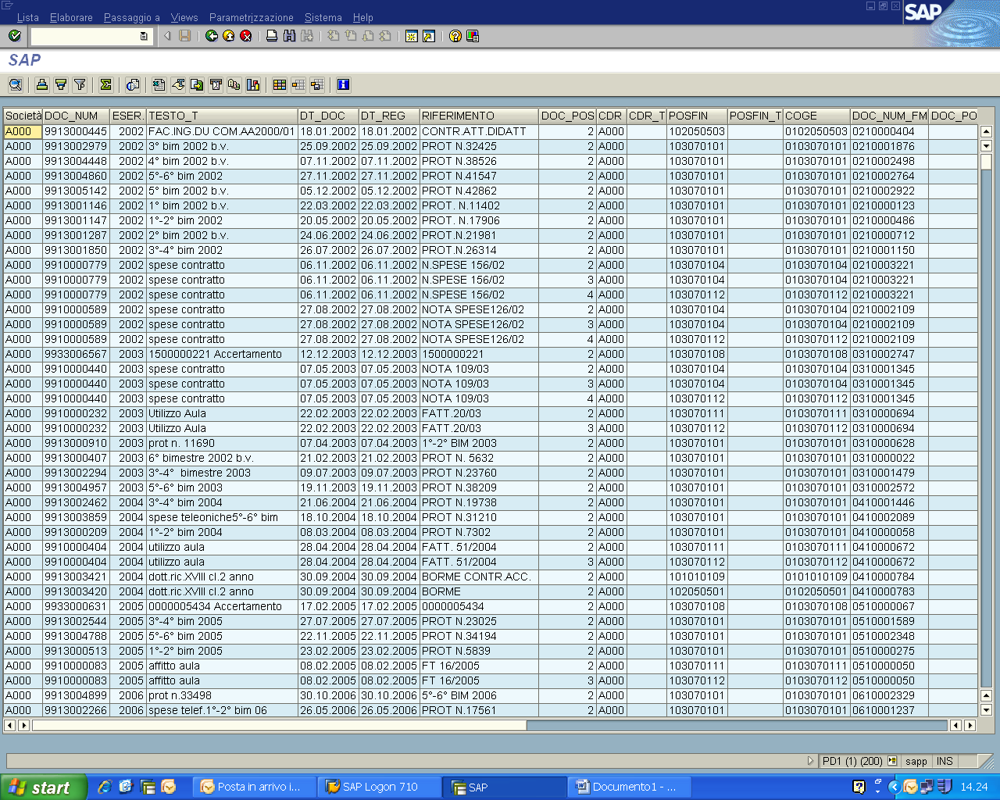 Lista Elaborare Passaggio a Views Parametrizzazione Sistema Help
SAP
SAP
Società DOC_NUM ESER. TESTO_T DT_DOC DT_REG RIFERIMENTO DOC_POS CDR CDR_T POSFIN POSFIN_T COGE DOC_NUM_FM DOC_PO
A000 9913000445 2002 FAC.ING.DU COM.AA2000/01 18.01.2002 18.01.2002 CONTR.ATT.DIDATT 2 A000 102050503 0102050503 0210000404
A000 9913002979 2002 3° bim 2002 b.v. 25.09.2002 25.09.2002 PROT N.32425 2 A000 103070101 0103070101 0210001876
A000 9913004448 2002 4° bim 2002 b.v. 07.11.2002 07.11.2002 PROT N.38526 2 A000 103070101 0103070101 0210002498
A000 9913004860 2002 5°-6° bim 2002 27.11.2002 27.11.2002 PROT N.41547 2 A000 103070101 0103070101 0210002764
A000 9913005142 2002 5° bim 2002 b.v. 05.12.2002 05.12.2002 PROT N.42862 2 A000 103070101 0103070101 0210002922
A000 9913001146 2002 1° bim 2002 b.v. 22.03.2002 22.03.2002 PROT. N.11402 2 A000 103070101 0103070101 0210000123
A000 9913001147 2002 1°-2° bim 2002 20.05.2002 20.05.2002 PROT. N.17906 2 A000 103070101 0103070101 0210000486
A000 9913001287 2002 2° bim 2002 b.v. 24.06.2002 24.06.2002 PROT.N.21981 2 A000 103070101 0103070101 0210000712
A000 9913001850 2002 3°-4° bim 2002 26.07.2002 26.07.2002 PROT.N.26314 2 A000 103070101 0103070101 0210001150
A000 9910000779 2002 spese contratto 06.11.2002 06.11.2002 N.SPESE 156/02 2 A000 103070104 0103070104 0210003221
A000 9910000779 2002 spese contratto 06.11.2002 06.11.2002 N.SPESE 156/02 3 A000 103070104 0103070104 0210003221
A000 9910000779 2002 spese contratto 06.11.2002 06.11.2002 N.SPESE 156/02 4 A000 103070112 0103070112 0210003221
A000 9910000589 2002 spese contratto 27.08.2002 27.08.2002 NOTA SPESE126/02 2 A000 103070104 0103070104 0210002109
A000 9910000589 2002 spese contratto 27.08.2002 27.08.2002 NOTA SPESE126/02 3 A000 103070104 0103070104 0210002109
A000 9910000589 2002 spese contratto 27.08.2002 27.08.2002 NOTA SPESE126/02 4 A000 103070112 0103070112 0210002109
A000 9933006567 2003 1500000221 Accertamento 12.12.2003 12.12.2003 1500000221 2 A000 103070108 0103070108 0310002747
A000 9910000440 2003 spese contratto 07.05.2003 07.05.2003 NOTA 109/03 2 A000 103070104 0103070104 0310001345
A000 9910000440 2003 spese contratto 07.05.2003 07.05.2003 NOTA 109/03 3 A000 103070104 0103070104 0310001345
A000 9910000440 2003 spese contratto 07.05.2003 07.05.2003 NOTA 109/03 4 A000 103070112 0103070112 0310001345
A000 9910000232 2003 Utilizzo Aula 22.02.2003 22.02.2003 FATT.20/03 2 A000 103070111 0103070111 0310000694
A000 9910000232 2003 Utilizzo Aula 22.02.2003 22.02.2003 FATT.20/03 3 A000 103070112 0103070112 0310000694
A000 9913000910 2003 prot n. 11690 07.04.2003 07.04.2003 1°-2° BIM 2003 2 A000 103070101 0103070101 0310000628
A000 9913000407 2003 6° bimestre 2002 b.v. 21.02.2003 21.02.2003 PROT N. 5632 2 A000 103070101 0103070101 0310000022
A000 9913002294 2003 3°-4° bimestre 2003 09.07.2003 09.07.2003 PROT N.23760 2 A000 103070101 0103070101 0310001479
A000 9913004957 2003 5°-6° bim 2003 19.11.2003 19.11.2003 PROT N.38209 2 A000 103070101 0103070101 0310002572
A000 9913002462 2004 3°-4° bim 2004 21.06.2004 21.06.2004 PROT N.19738 2 A000 103070101 0103070101 0410001446
A000 9913003859 2004 spese teleoniche5°-6° bim 18.10.2004 18.10.2004 PROT N.31210 2 A000 103070101 0103070101 0410002089
A000 9913000209 2004 1°-2° bim 2004 08.03.2004 08.03.2004 PROT N.7302 2 A000 103070101 0103070101 0410000058
A000 9910000404 2004 utilizzo aula 28.04.2004 28.04.2004 FATT. 51/2004 2 A000 103070111 0103070111 0410000672
A000 9910000404 2004 utilizzo aula 28.04.2004 28.04.2004 FATT. 51/2004 3 A000 103070112 0103070112 0410000672
A000 9913003421 2004 dott.ric.XVIII cl.2 anno 30.09.2004 30.09.2004 BORME CONTR.ACC. 2 A000 101010109 0101010109 0410000784
A000 9913003420 2004 dott.ric.XVIII cl.2 anno 30.09.2004 30.09.2004 BORME 2 A000 102050501 0102050501 0410000783
A000 9933000631 2005 0000005434 Accertamento 17.02.2005 17.02.2005 0000005434 2 A000 103070108 0103070108 0510000067
A000 9913002544 2005 3°-4° bim 2005 27.07.2005 27.07.2005 PROT N.23025 2 A000 103070101 0103070101 0510001589
A000 9913004788 2005 5°-6° bim 2005 22.11.2005 22.11.2005 PROT N.34194 2 A000 103070101 0103070101 0510002348
A000 9913000513 2005 1°-2° bim 2005 23.02.2005 23.02.2005 PROT N.5839 2 A000 103070101 0103070101 0510000275
A000 9910000083 2005 affitto aula 08.02.2005 08.02.2005 FT 16/2005 2 A000 103070111 0103070111 0510000050
A000 9910000083 2005 affitto aula 08.02.2005 08.02.2005 FT 16/2005 3 A000 103070112 0103070112 0510000050
A000 9913004899 2006 prot n.33498 30.10.2006 30.10.2006 5°-6° BIM 2006 2 A000 103070101 0103070101 0610002329
A000 9913002266 2006 spese telef.1°-2° bim 06 26.05.2006 26.05.2006 PROT N.17561 2 A000 103070101 0103070101 0610001237
PD1 (1) (200) sapp INS
start Posta in arrivo i... SAP Logon 710 SAP Documento1 - ... 14.24